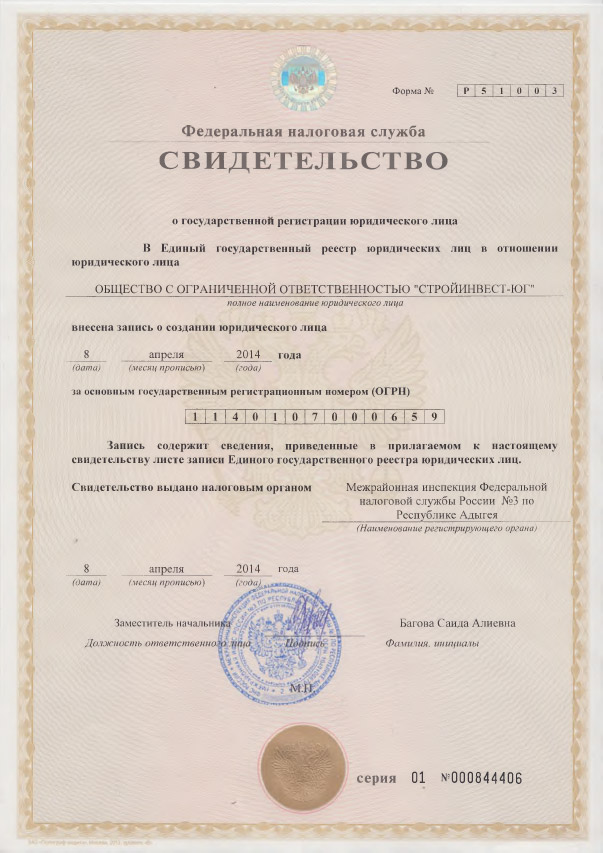 Форма № Р 5 1 0 0 3
Федеральная налоговая служба
СВИДЕТЕЛЬСТВО
о государственной регистрации юридического лица
В Единый государственный реестр юридических лиц в отношении
юридического лица
ОБЩЕСТВО С ОГРАНИЧЕННОЙ ОТВЕТСТВЕННОСТЬЮ "СТРОЙИНВЕСТ-ЮГ"
полное наименование юридического лица
внесена запись о создании юридического лица
8 апреля 2014 года
(дата) (месяц прописью) (года)
за основным государственным регистрационным номером (ОГРН)
1 1 4 0 1 0 7 0 0 0 6 5 9
Запись содержит сведения, приведенные в прилагаемом к настоящему
свидетельству листе записи Единого государственного реестра юридических лиц.
Свидетельство выдано налоговым органом Межрайонная инспекция Федеральной
налоговой службы России №3 по
Республике Адыгея
(Наименование регистрирующего органа)
8 апреля 2014 года
(дата) (месяц прописью) (года)
Заместитель начальника Багова Саида Алиевна
Должность ответственного лица Подпись Фамилия, инициалы
М.П.
серия 01 №000844406